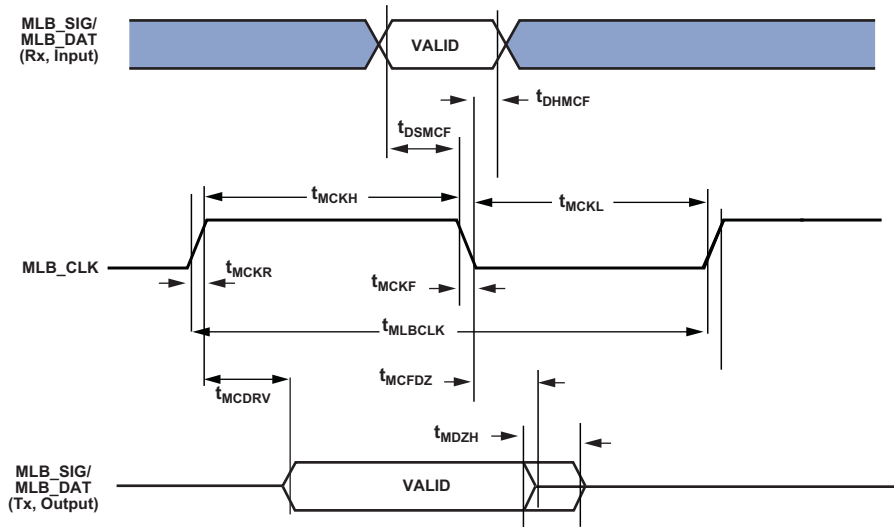 MLB_SIG/
MLB_DAT
(Rx, Input)
VALID
tDHMCF
tDSMCF
tMCKH
tMCKL
MLB_CLK
tMCKR
tMCKF
tMLBCLK
tMCFDZ
tMCDRV
tMDZH
MLB_SIG/
MLB_DAT
(Tx, Output)
VALID